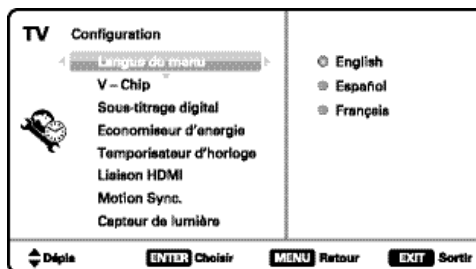 TV Configuration
Langue du menu
V – Chip
Sous-titrage digital
Economiseur d'energie
Temporisateur d'horloge
Liaison HDMI
Motion Sync.
Capteur de lumière
English
Español
Français
Dépla ENTER Choisir MENU Retour EXIT Sortir